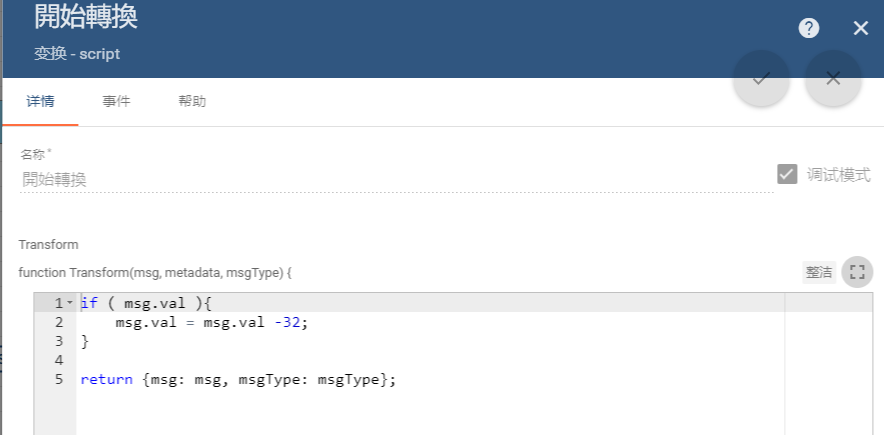 開始轉換
变换 - script
详情
事件
帮助
名称*
開始轉換
调试模式
Transform
function Transform(msg, metadata, msgType) {
整洁
1 if ( msg.val ){
2 msg.val = msg.val -32;
3 }
4
5 return {msg: msg, msgType: msgType};